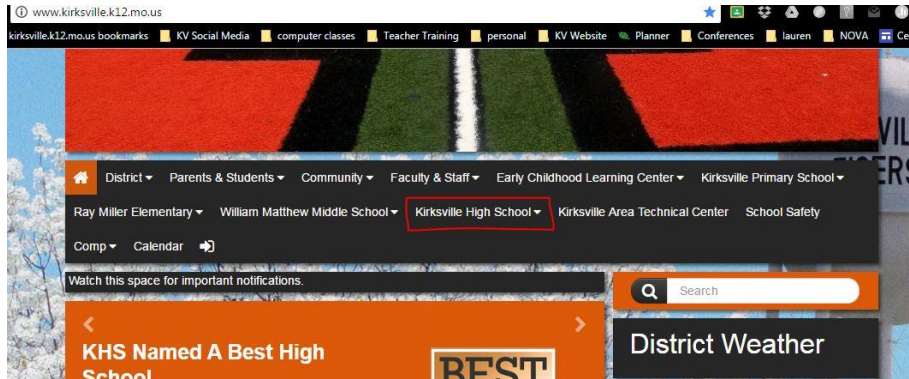 www.kirksville.k12.mo.us
kirksville.k12.mo.us bookmarks KV Social Media computer classes Teacher Training personal KV Website Planner Conferences lauren NOVA Ce
VIL
ERS
District Parents & Students Community Faculty & Staff Early Childhood Learning Center Kirksville Primary School
Ray Miller Elementary William Matthew Middle School Kirksville High School Kirksville Area Technical Center School Safety
Comp Calendar
Watch this space for important notifications.
Search
KHS Named A Best High
School
BEST
District Weather